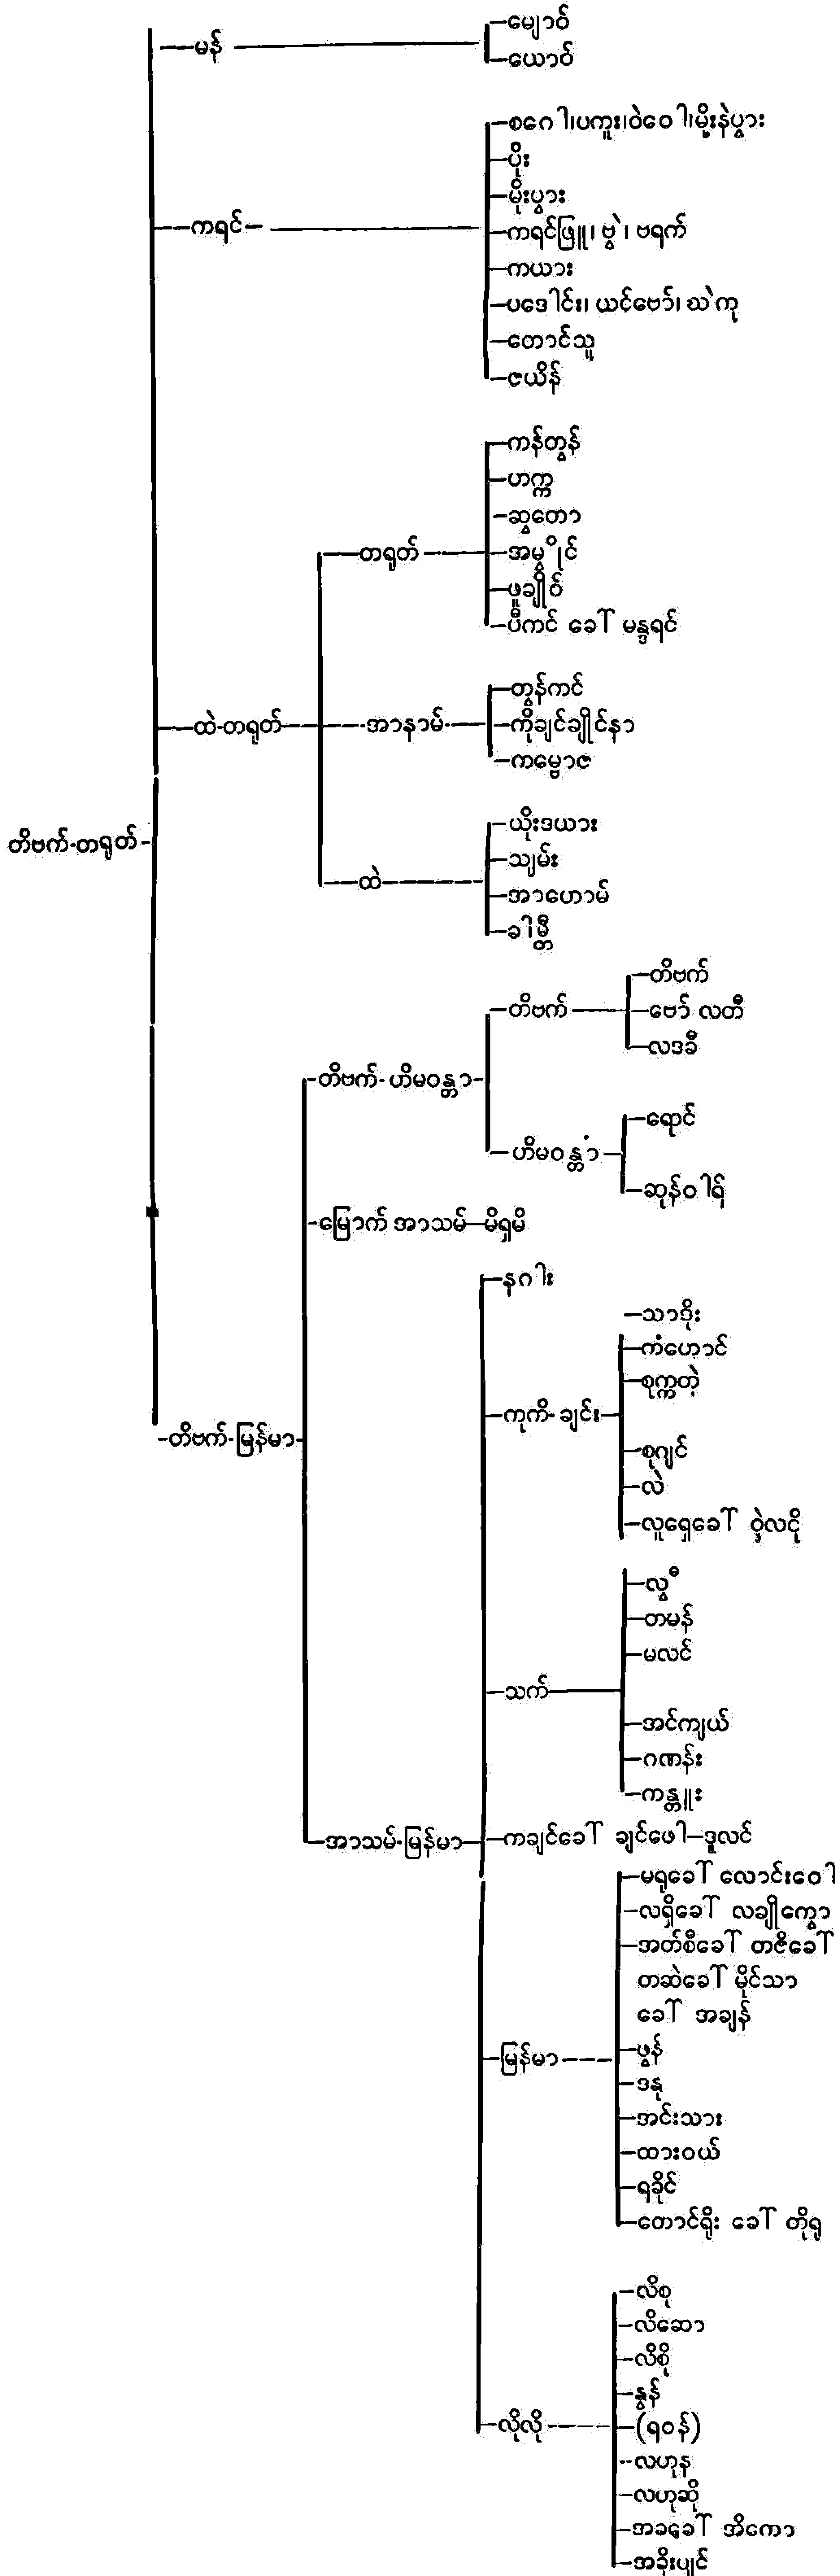 မျောဝ်
မန်
ယောဝ်
စဂေါ၊ပကူး၊ဝဲဝေါ၊မို့းနဲပွား
ပိုး
မိုးပွား
ကရင်
ကရင်ဖြူ၊ ဗွဲ၊ ဗရက်
ကယား
ပဒေါင်း၊ ယင်းဗော်၊ ဃဲကု
တောင်သူ
ဇယိန်
ကန်တွန်
ဟက္က
ဆွတော
တရုတ်
အမွိုင်
ဖူချိုဝ်
ပီကင် ခေါ် မန္ဒရင်
တွန်ကင်
ထဲ-တရုတ်
အာနာမ်
ကိုချင်ချိုင်နာ
ကမ္ဗောဇ
ယိုးဒယား
တိဗက်-တရုတ်
သျမ်း
ထဲ
အာဟောမ်
ခါမ္တီ
တိဗက်
တိဗက်
ဗော် လတီ
လဒခီ
တိဗက်-ဟိမဝန္တာ
ရောင်
ဟိမဝန္တာ
ဆုန်ဝါရ်
မြောက် အာသမ်—မိရှမိ
နဂါး
သာဒိုး
ကံဟောင်
စုက္ကတဲ့
ကုကိ-ချင်း
တိဗက်-မြန်မာ
စုဂျင်
လဲ
လူရှေခေါ် ဝှဲလငို
လွီ
တမန်
မလင်
သက်
အင်ကျယ်
ဂဏန်း
ကန္တူး
အာသမ်-မြန်မာ
ကချင်ခေါ် ချင်ဖေါ—ဒူလင်
မရုခေါ် လောင်းဝေါ
လရှိခေါ် လချိုကွော
အတ်စီခေါ် တဇိခေါ်
တဆဲခေါ် မိုင်သာ
ခေါ် အချန်
မြန်မာ
ဖွန်
ဒနု
အင်းသား
ထားဝယ်
ရခိုင်
တောင်ရိုး ခေါ် တိုရု
လိစု
လိဆော
လိစို
နွန်
လိုလို
(ရဝန်)
လဟုန
လဟုဆို
အခခေါ် အိကော
အခိုးပျင်